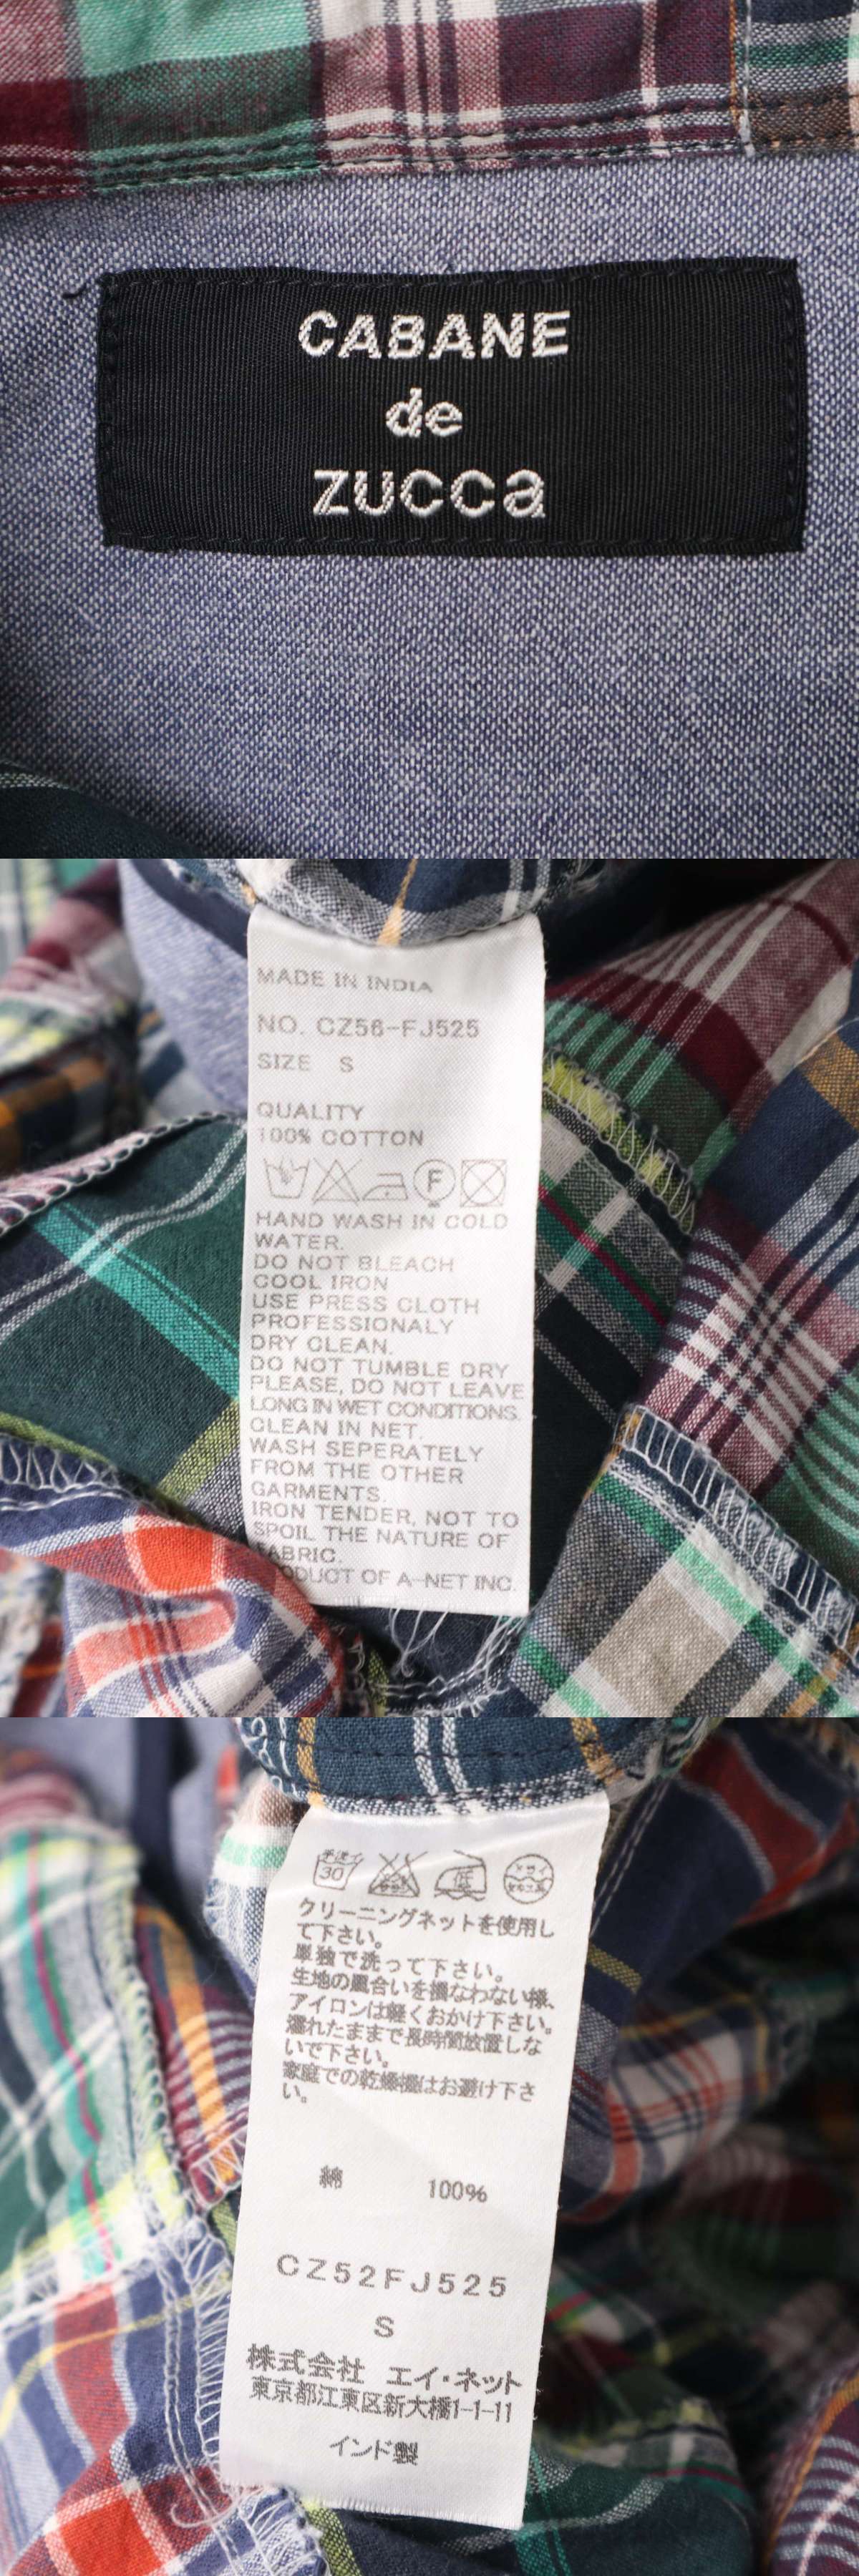 CABANE
de
zucca
MADE IN INDIA
NO. CZ56-FJ525
SIZE S
QUALITY
100% COTTON
F
HAND WASH IN COLD
WATER.
DO NOT BLEACH
COOL IRON
USE PRESS CLOTH
PROFESSIONALY
DRY CLEAN.
DO NOT TUMBLE DRY
PLEASE, DO NOT LEAVE
LONG IN WET CONDITIONS.
CLEAN IN NET.
WASH SEPERATELY
FROM THE OTHER
GARMENTS.
IRON TENDER, NOT TO
SPOIL THE NATURE OF
FABRIC.
ODUCT OF A-NET INC.
手洗イ
30
低
クリーニングネットを使用し
て下さい。
単独で洗って下さい。
生地の風合いを損なわない様、
アイロンは軽くおかけ下さい。
濡れたままで長時間放置しな
いで下さい。
家庭での乾燥機はお避け下さ
い。
綿 100%
CZ52FJ525
S
株式会社 エイ・ネット
東京都江東区新大橋1-1-11
インド製